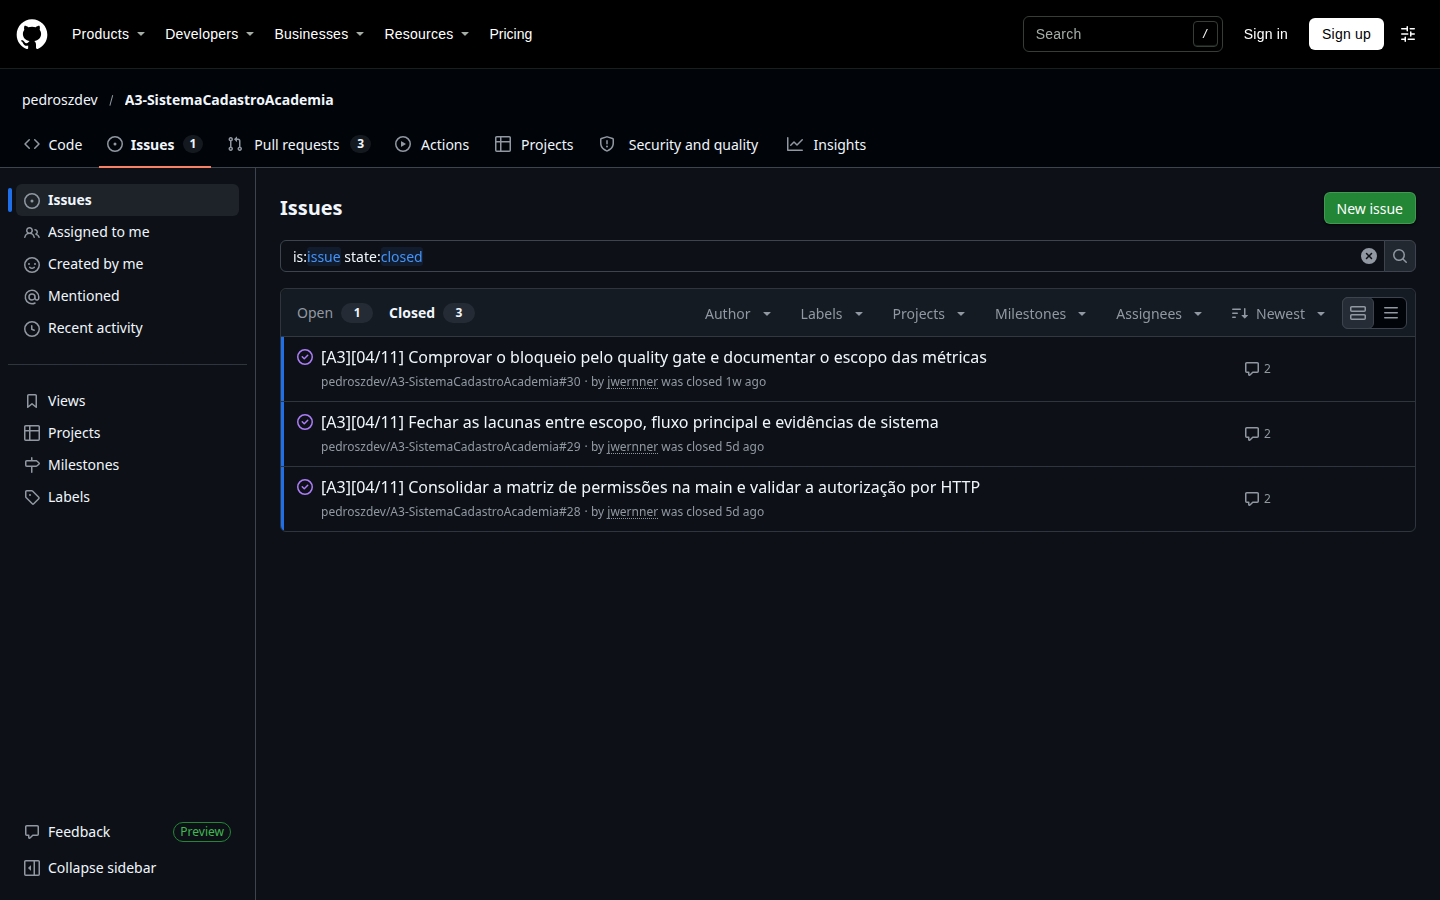 Products Developers Businesses Resources Pricing Search / Sign in Sign up
pedroszdev / A3-SistemaCadastroAcademia
Code Issues 1 Pull requests 3 Actions Projects Security and quality Insights
Issues
Assigned to me
Created by me
Mentioned
Recent activity
Views
Projects
Milestones
Labels
Feedback Preview
Collapse sidebar
Issues New issue
is:issue state:closed
Open 1 Closed 3 Author Labels Projects Milestones Assignees Newest
[A3][04/11] Comprovar o bloqueio pelo quality gate e documentar o escopo das métricas
pedroszdev/A3-SistemaCadastroAcademia#30 · by jwernner was closed 1w ago 2
[A3][04/11] Fechar as lacunas entre escopo, fluxo principal e evidências de sistema
pedroszdev/A3-SistemaCadastroAcademia#29 · by jwernner was closed 5d ago 2
[A3][04/11] Consolidar a matriz de permissões na main e validar a autorização por HTTP
pedroszdev/A3-SistemaCadastroAcademia#28 · by jwernner was closed 5d ago 2